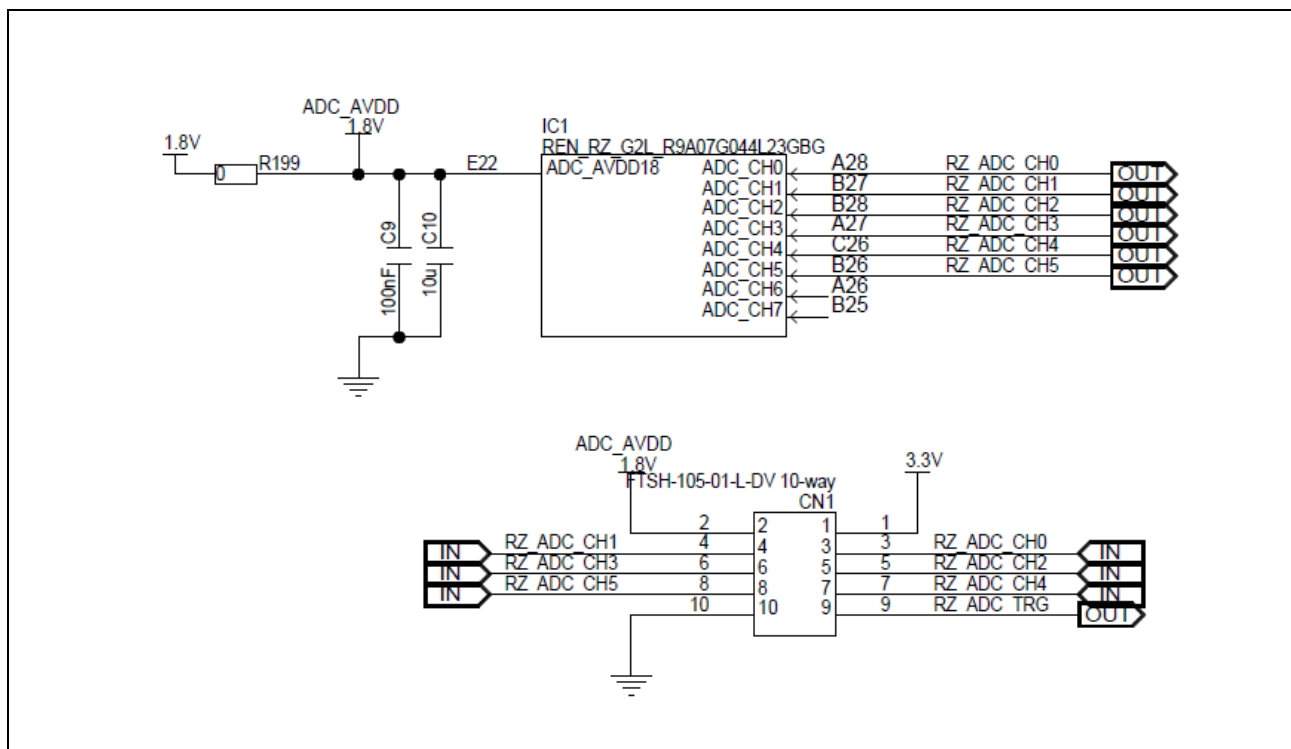 ADC_AVDD
1.8V
1.8V
0
R199
E22
C9
100nF
C10
10u
IC1
REN_RZ_G2L_R9A07G044L23GBG
ADC_AVDD18
ADC_CH0 A28 RZ_ADC_CH0 OUT
ADC_CH1 B27 RZ_ADC_CH1 OUT
ADC_CH2 B28 RZ_ADC_CH2 OUT
ADC_CH3 A27 RZ_ADC_CH3 OUT
ADC_CH4 C26 RZ_ADC_CH4 OUT
ADC_CH5 B26 RZ_ADC_CH5 OUT
ADC_CH6 A26
ADC_CH7 B25
ADC_AVDD
1.8V
3.3V
FTSH-105-01-L-DV 10-way
CN1
2 2 1 1
IN RZ_ADC_CH1 4 4 3 3 RZ_ADC_CH0 IN
IN RZ_ADC_CH3 6 6 5 5 RZ_ADC_CH2 IN
IN RZ_ADC_CH5 8 8 7 7 RZ_ADC_CH4 IN
10 10 9 9 RZ_ADC_TRG OUT